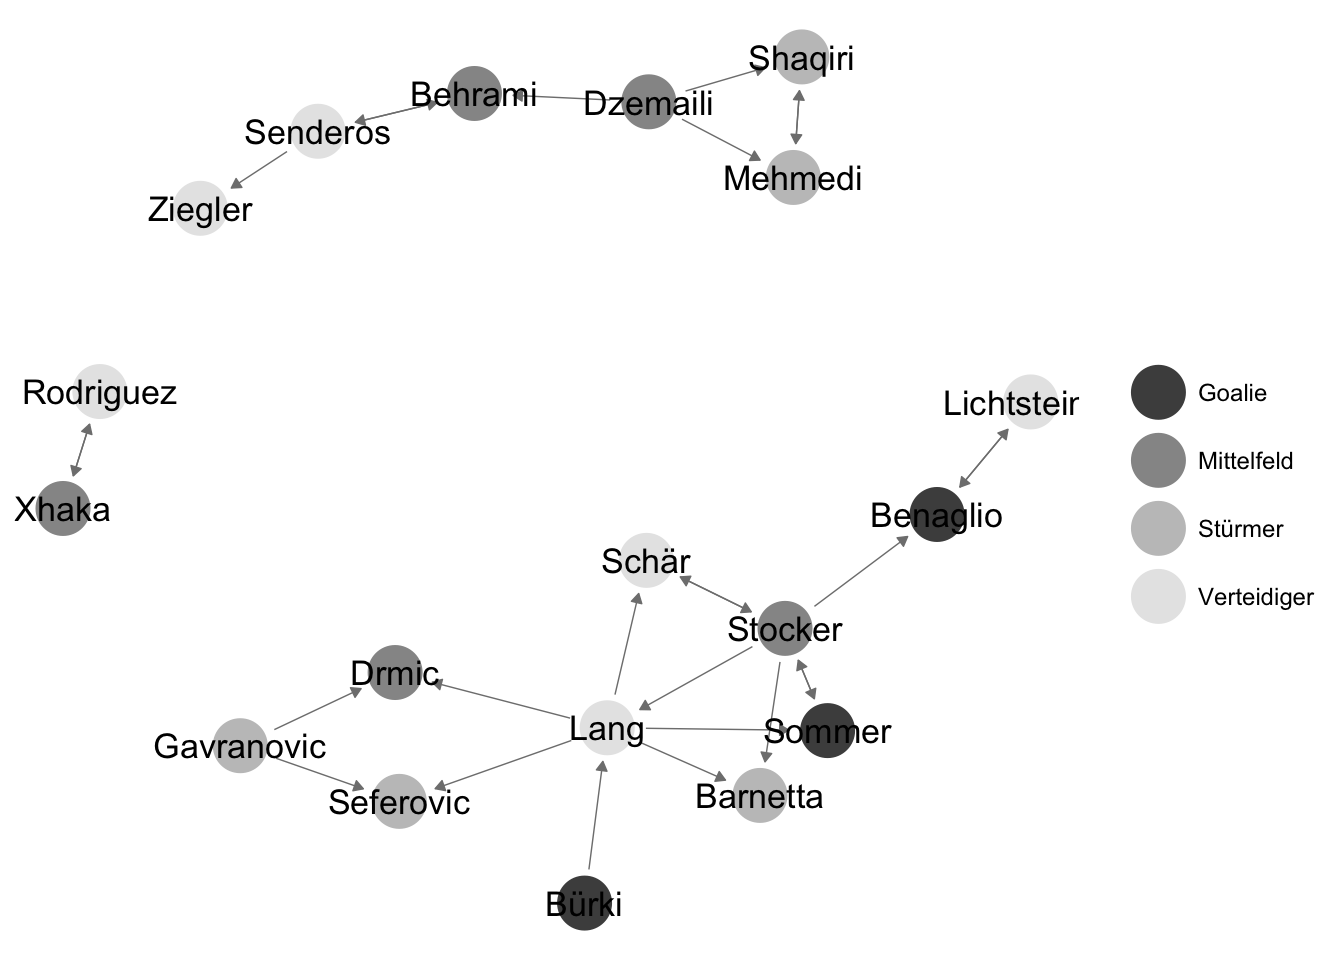 Shaqiri
Behrami
Dzemaili
Senderos
Mehmedi
Ziegler
Rodriguez
Lichtsteir
Goalie
Mittelfeld
Xhaka
Benaglio
Stürmer
Schär
Verteidiger
Stocker
Drmic
Lang
Sommer
Gavranovic
Seferovic
Barnetta
Bürki